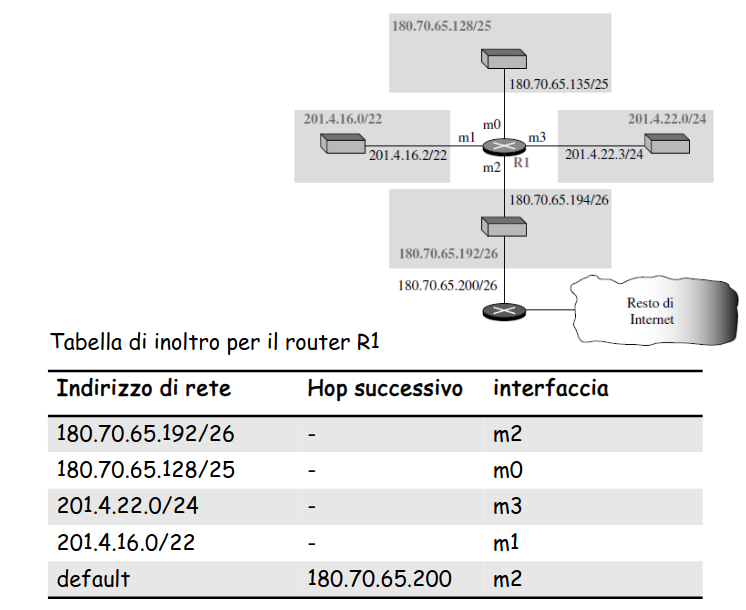 180.70.65.128/25
180.70.65.135/25
201.4.16.0/22
201.4.22.0/24
m0
m1
m3
201.4.16.2/22
201.4.22.3/24
m2
R1
180.70.65.194/26
180.70.65.192/26
180.70.65.200/26
Resto di
Internet
Tabella di inoltro per il router R1
Indirizzo di rete Hop successivo interfaccia
180.70.65.192/26 - m2
180.70.65.128/25 - m0
201.4.22.0/24 - m3
201.4.16.0/22 - m1
default 180.70.65.200 m2